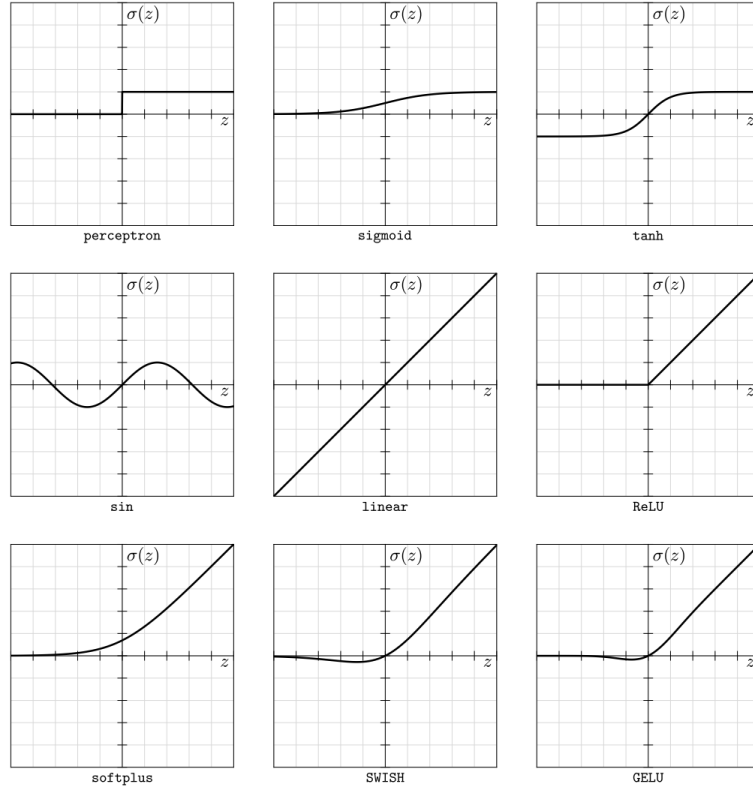 σ(z) σ(z) σ(z)
z z z
perceptron sigmoid tanh
σ(z) σ(z) σ(z)
z z z
sin linear ReLU
σ(z) σ(z) σ(z)
z z z
softplus SWISH GELU